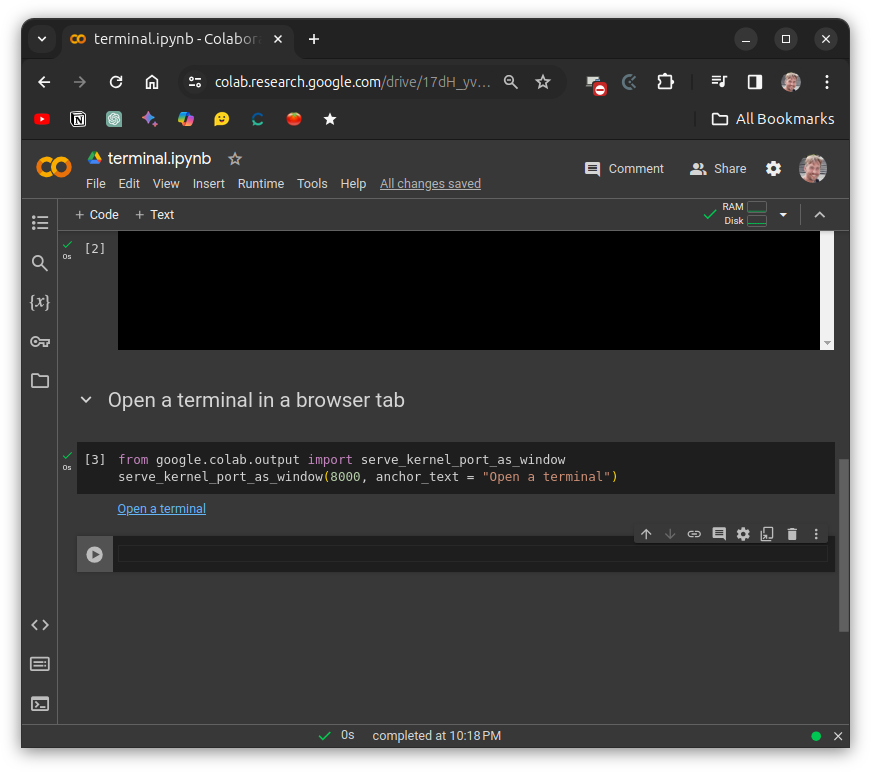 terminal.ipynb - Colabora
colab.research.google.com/drive/17dH_yv...
All Bookmarks
terminal.ipynb
Comment
Share
File Edit View Insert Runtime Tools Help All changes saved
+ Code + Text
RAM
Disk
0s
[2]
Open a terminal in a browser tab
0s
[3]
from google.colab.output import serve_kernel_port_as_window
serve_kernel_port_as_window(8000, anchor_text = "Open a terminal")
Open a terminal
{x}
0s completed at 10:18 PM